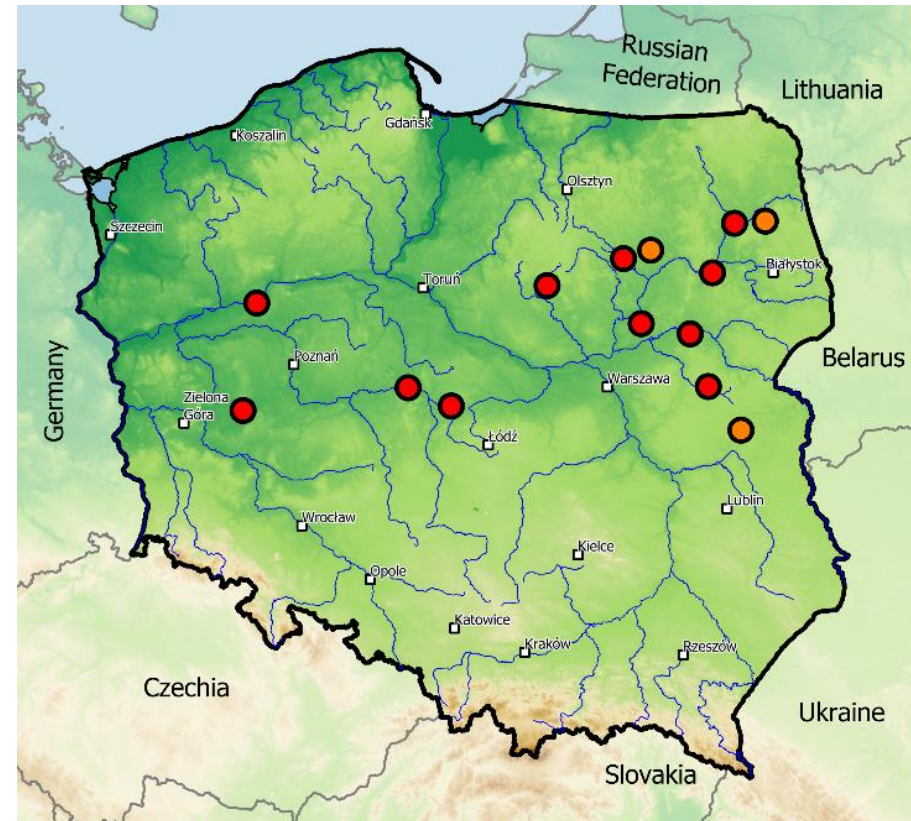 Russian
Federation
Lithuania
Gdańsk
Koszalin
Olsztyn
Szczecin
Białystok
Toruń
Germany
Belarus
Poznań
Warszawa
Zielona
Góra
Łódź
Lublin
Wrocław
Kielce
Opole
Katowice
Kraków
Rzeszów
Czechia
Ukraine
Slovakia